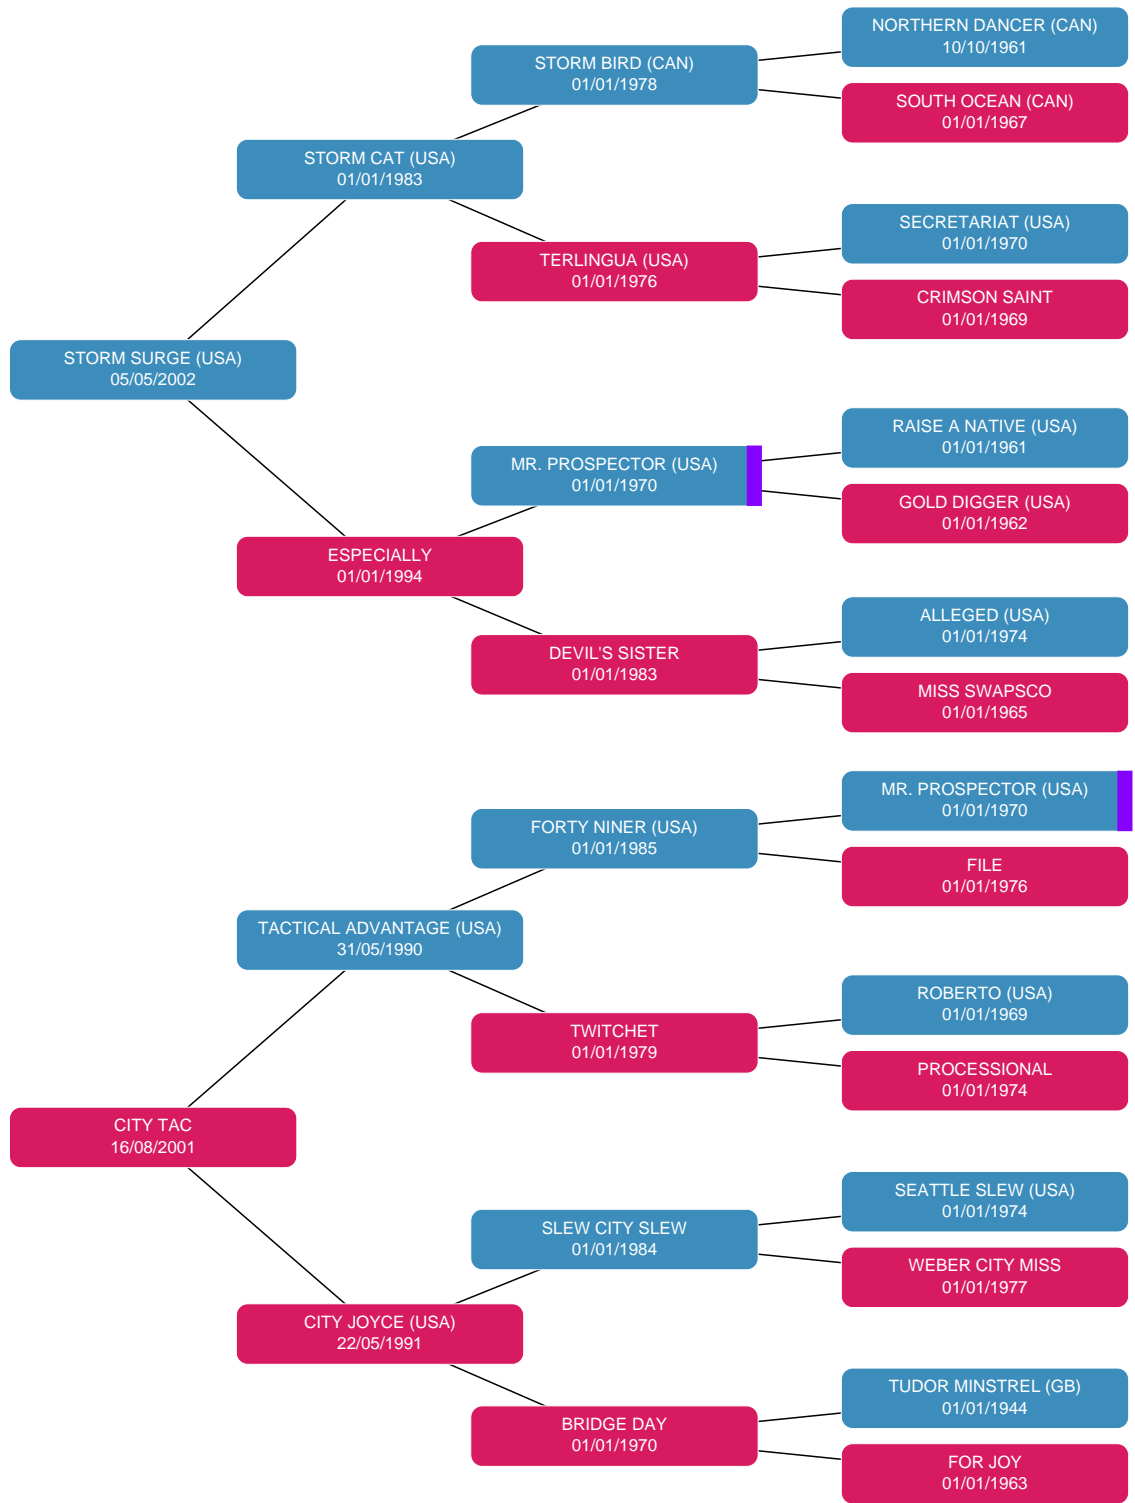 NORTHERN DANCER (CAN)
10/10/1961
STORM BIRD (CAN)
01/01/1978
SOUTH OCEAN (CAN)
01/01/1967
STORM CAT (USA)
01/01/1983
SECRETARIAT (USA)
01/01/1970
TERLINGUA (USA)
01/01/1976
CRIMSON SAINT
01/01/1969
STORM SURGE (USA)
05/05/2002
RAISE A NATIVE (USA)
01/01/1961
MR. PROSPECTOR (USA)
01/01/1970
GOLD DIGGER (USA)
01/01/1962
ESPECIALLY
01/01/1994
ALLEGED (USA)
01/01/1974
DEVIL'S SISTER
01/01/1983
MISS SWAPSCO
01/01/1965
MR. PROSPECTOR (USA)
01/01/1970
FORTY NINER (USA)
01/01/1985
FILE
01/01/1976
TACTICAL ADVANTAGE (USA)
31/05/1990
ROBERTO (USA)
01/01/1969
TWITCHET
01/01/1979
PROCESSIONAL
01/01/1974
CITY TAC
16/08/2001
SEATTLE SLEW (USA)
01/01/1974
SLEW CITY SLEW
01/01/1984
WEBER CITY MISS
01/01/1977
CITY JOYCE (USA)
22/05/1991
TUDOR MINSTREL (GB)
01/01/1944
BRIDGE DAY
01/01/1970
FOR JOY
01/01/1963